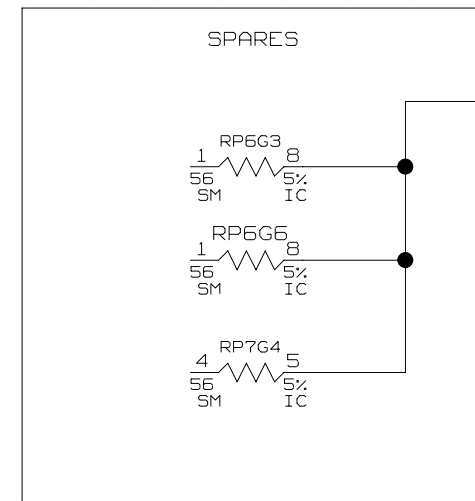 SPARES
RP6G3
1 8
56 5%
SM IC
RP6G6
1 8
56 5%
SM IC
RP7G4
4 5
56 5%
SM IC